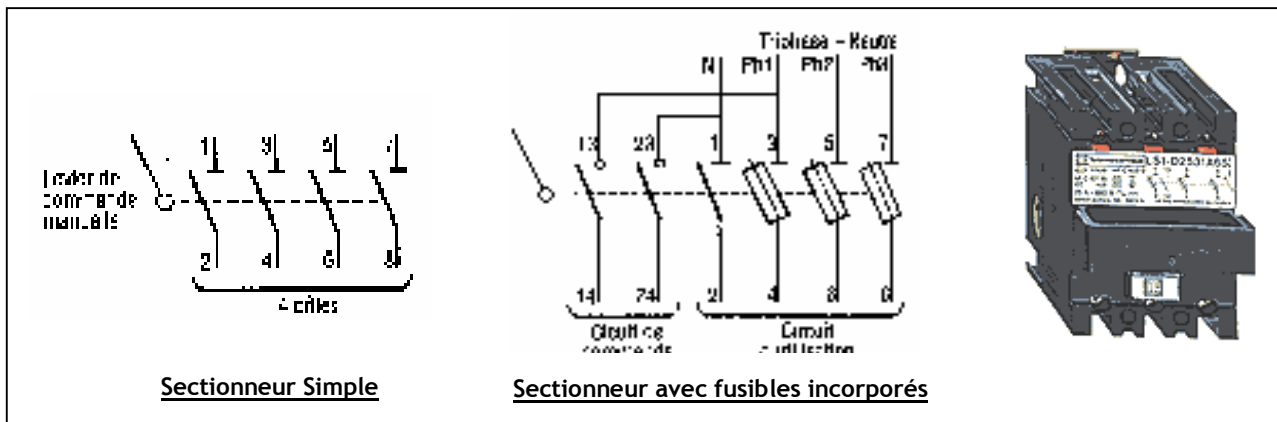 Levier de
commande
manuelle
1 3 5 7
2 4 6 8
4 pôles
Sectionneur Simple
Triphasé - Neutre
N Ph1 Ph2 Ph3
13 23 1 3 5 7
14 24 2 4
Circuit de
commande
Circuit
d'utilisation
Sectionneur avec fusibles incorporés